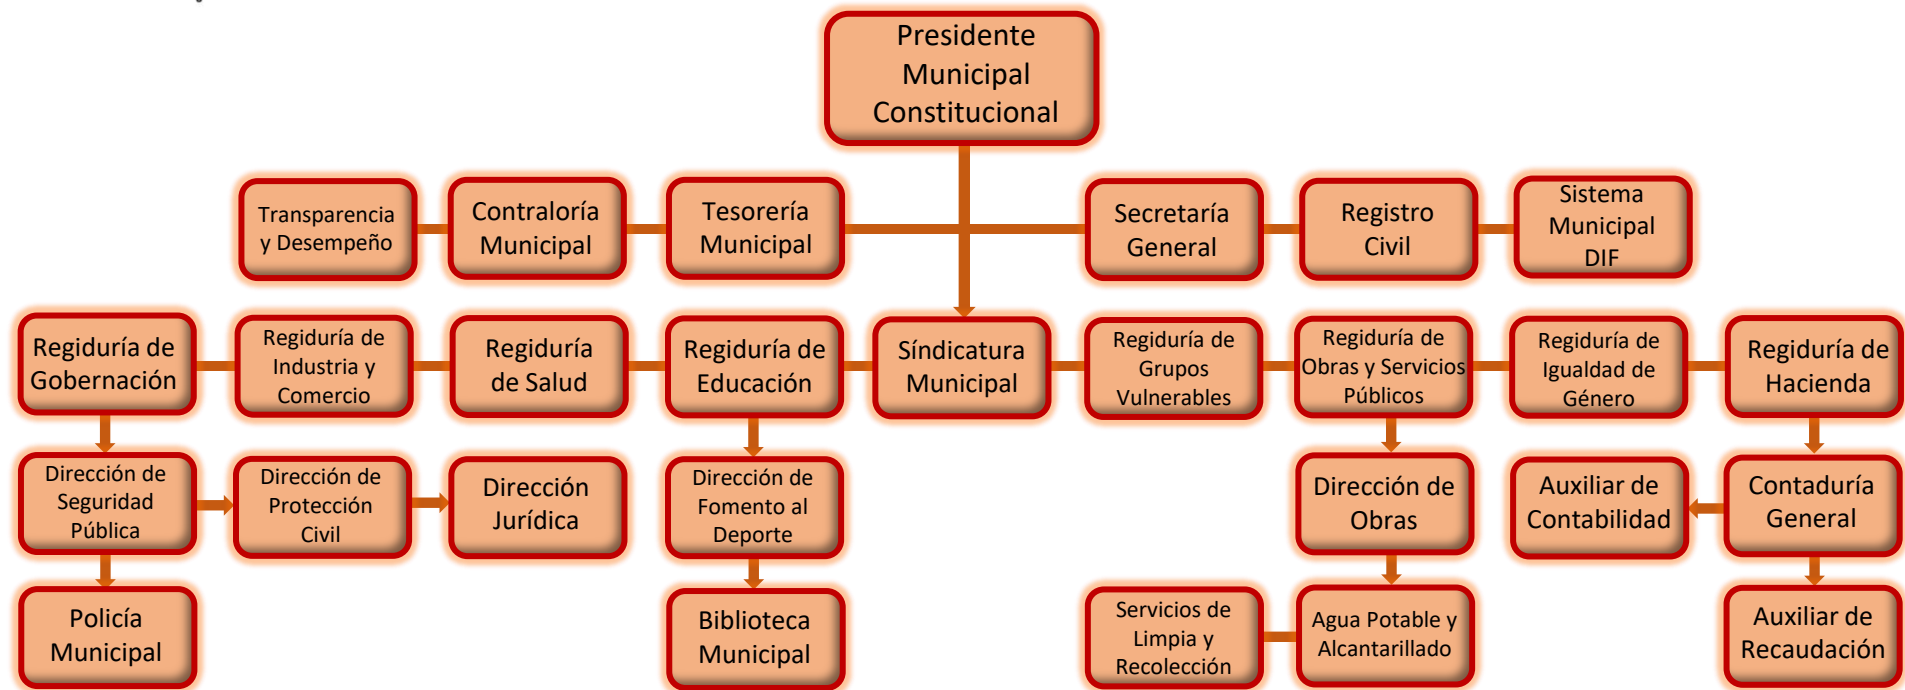 Presidente
Municipal
Constitucional
Transparencia
y Desempeño
Contraloría
Municipal
Tesorería
Municipal
Secretaría
General
Registro
Civil
Sistema
Municipal
DIF
Regiduría de
Gobernación
Regiduría de
Industria y
Comercio
Regiduría
de Salud
Regiduría de
Educación
Síndicatura
Municipal
Regiduría de
Grupos
Vulnerables
Regiduría de
Obras y Servicios
Públicos
Regiduría de
Igualdad de
Género
Regiduría de
Hacienda
Dirección de
Seguridad
Pública
Dirección de
Protección
Civil
Dirección
Jurídica
Dirección de
Fomento al
Deporte
Dirección de
Obras
Auxiliar de
Contabilidad
Contaduría
General
Policía
Municipal
Biblioteca
Municipal
Servicios de
Limpia y
Recolección
Agua Potable y
Alcantarillado
Auxiliar de
Recaudación